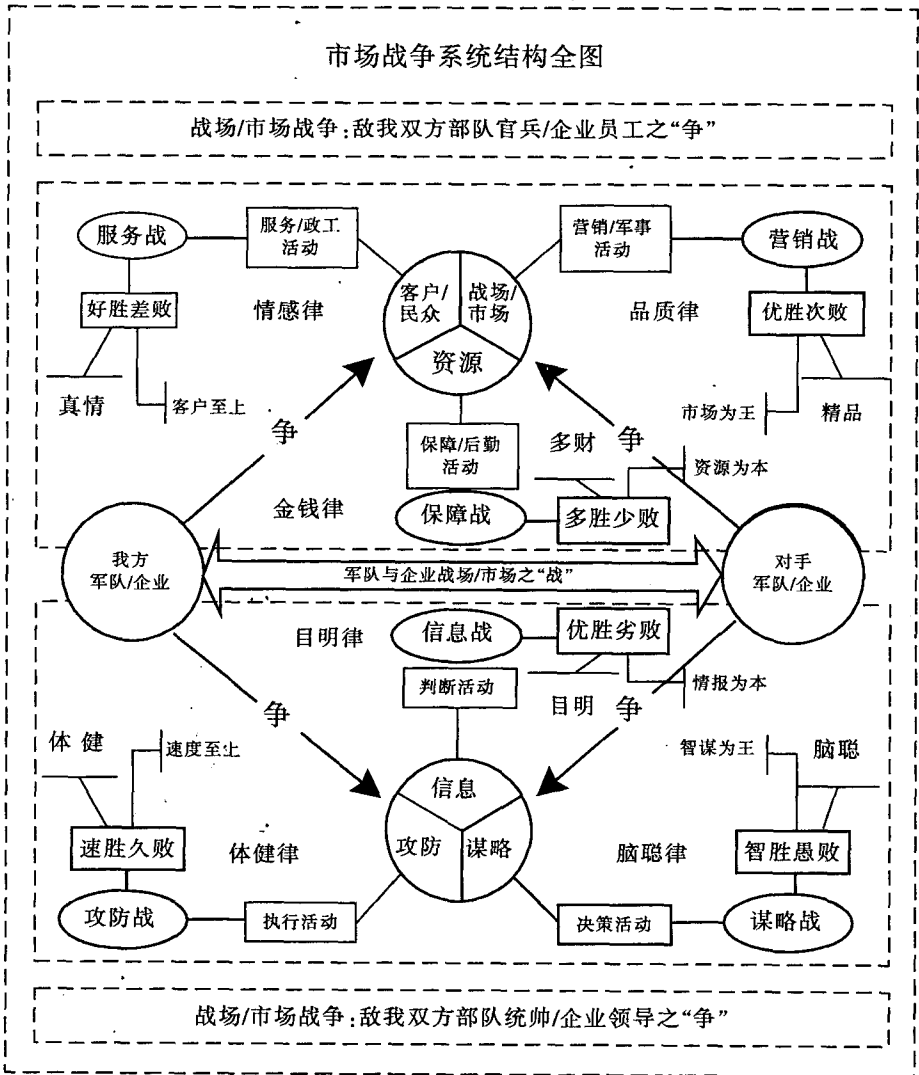 市场战争系统结构全图
战场/市场战争:敌我双方部队官兵/企业员工之“争”
服务战
服务/政工
活动
营销/军事
活动
营销战
客户/
民众
战场/
市场
资源
好胜差败
情感律
品质律
优胜次败
真情
客户至上
市场为王
精品
争
保障/后勤
活动
多财
争
资源为本
金钱律
保障战
多胜少败
我方
军队/企业
军队与企业战场/市场之“战”
对手
军队/企业
目明律
信息战
优胜劣败
判断活动
目明
情报为本
争
争
体健
速度至上
智谋为王
脑聪
信息
攻防
谋略
速胜久败
体健律
脑聪律
智胜愚败
攻防战
执行活动
决策活动
谋略战
战场/市场战争:敌我双方部队统帅/企业领导之“争”